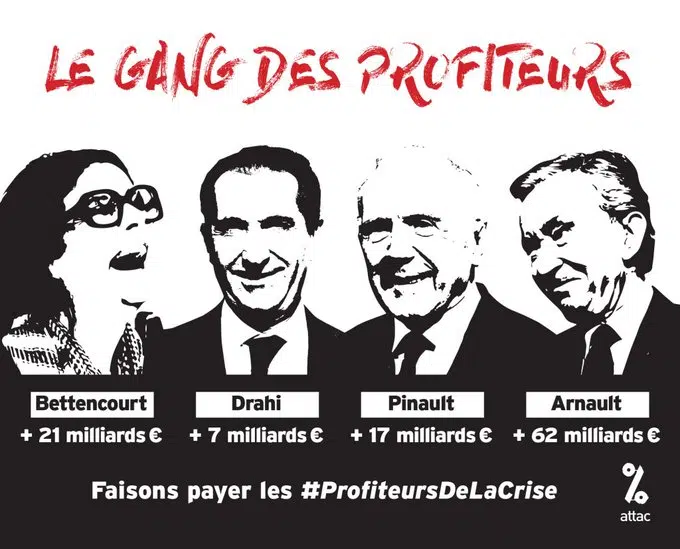 LE GANG DES PROFITEURS
Bettencourt
+ 21 milliards €
Drahi
+ 7 milliards €
Pinault
+ 17 milliards €
Arnault
+ 62 milliards €
Faisons payer les #ProfiteursDeLaCrise
%
attac